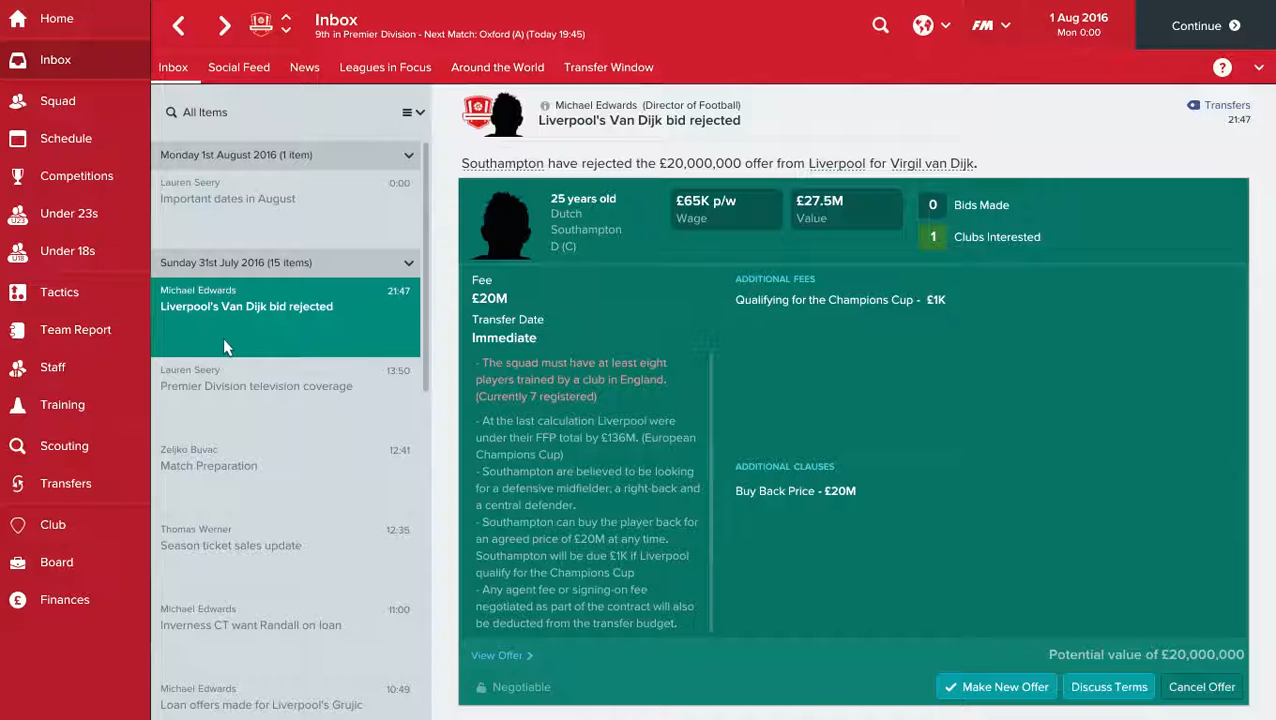 Home
Inbox
Squad
Schedule
Competitions
U23
Under 23s
U18
Under 18s
Tactics
Team Report
Staff
Training
Scouting
Transfers
Club
Board
£
Finances
Inbox
9th in Premier Division - Next Match: Oxford (A) (Today 19:45)
FM
1 Aug 2016
Mon 0:00
Continue
Inbox
Social Feed
News
Leagues in Focus
Around the World
Transfer Window
?
All Items
Monday 1st August 2016 (1 item)
Lauren Seery
0:00
Important dates in August
Sunday 31st July 2016 (15 items)
Michael Edwards
21:47
Liverpool's Van Dijk bid rejected
Lauren Seery
13:50
Premier Division television coverage
Zeljko Buvac
12:41
Match Preparation
Thomas Werner
12:35
Season ticket sales update
Michael Edwards
11:00
Inverness CT want Randall on loan
Michael Edwards
10:49
Loan offers made for Liverpool's Grujic
Michael Edwards (Director of Football)
Liverpool's Van Dijk bid rejected
Transfers
21:47
Southampton have rejected the £20,000,000 offer from Liverpool for Virgil van Dijk.
25 years old
Dutch
Southampton
D (C)
£65K p/w
Wage
£27.5M
Value
0 Bids Made
1 Clubs Interested
Fee
£20M
Transfer Date
Immediate
- The squad must have at least eight
players trained by a club in England.
(Currently 7 registered)
- At the last calculation Liverpool were
under their FFP total by £136M. (European
Champions Cup)
- Southampton are believed to be looking
for a defensive midfielder, a right-back and
a central defender.
- Southampton can buy the player back for
an agreed price of £20M at any time.
Southampton will be due £1K if Liverpool
qualify for the Champions Cup
- Any agent fee or signing-on fee
negotiated as part of the contract will also
be deducted from the transfer budget.
ADDITIONAL FEES
Qualifying for the Champions Cup - £1K
ADDITIONAL CLAUSES
Buy Back Price - £20M
View Offer
Potential value of £20,000,000
Negotiable
Make New Offer
Discuss Terms
Cancel Offer